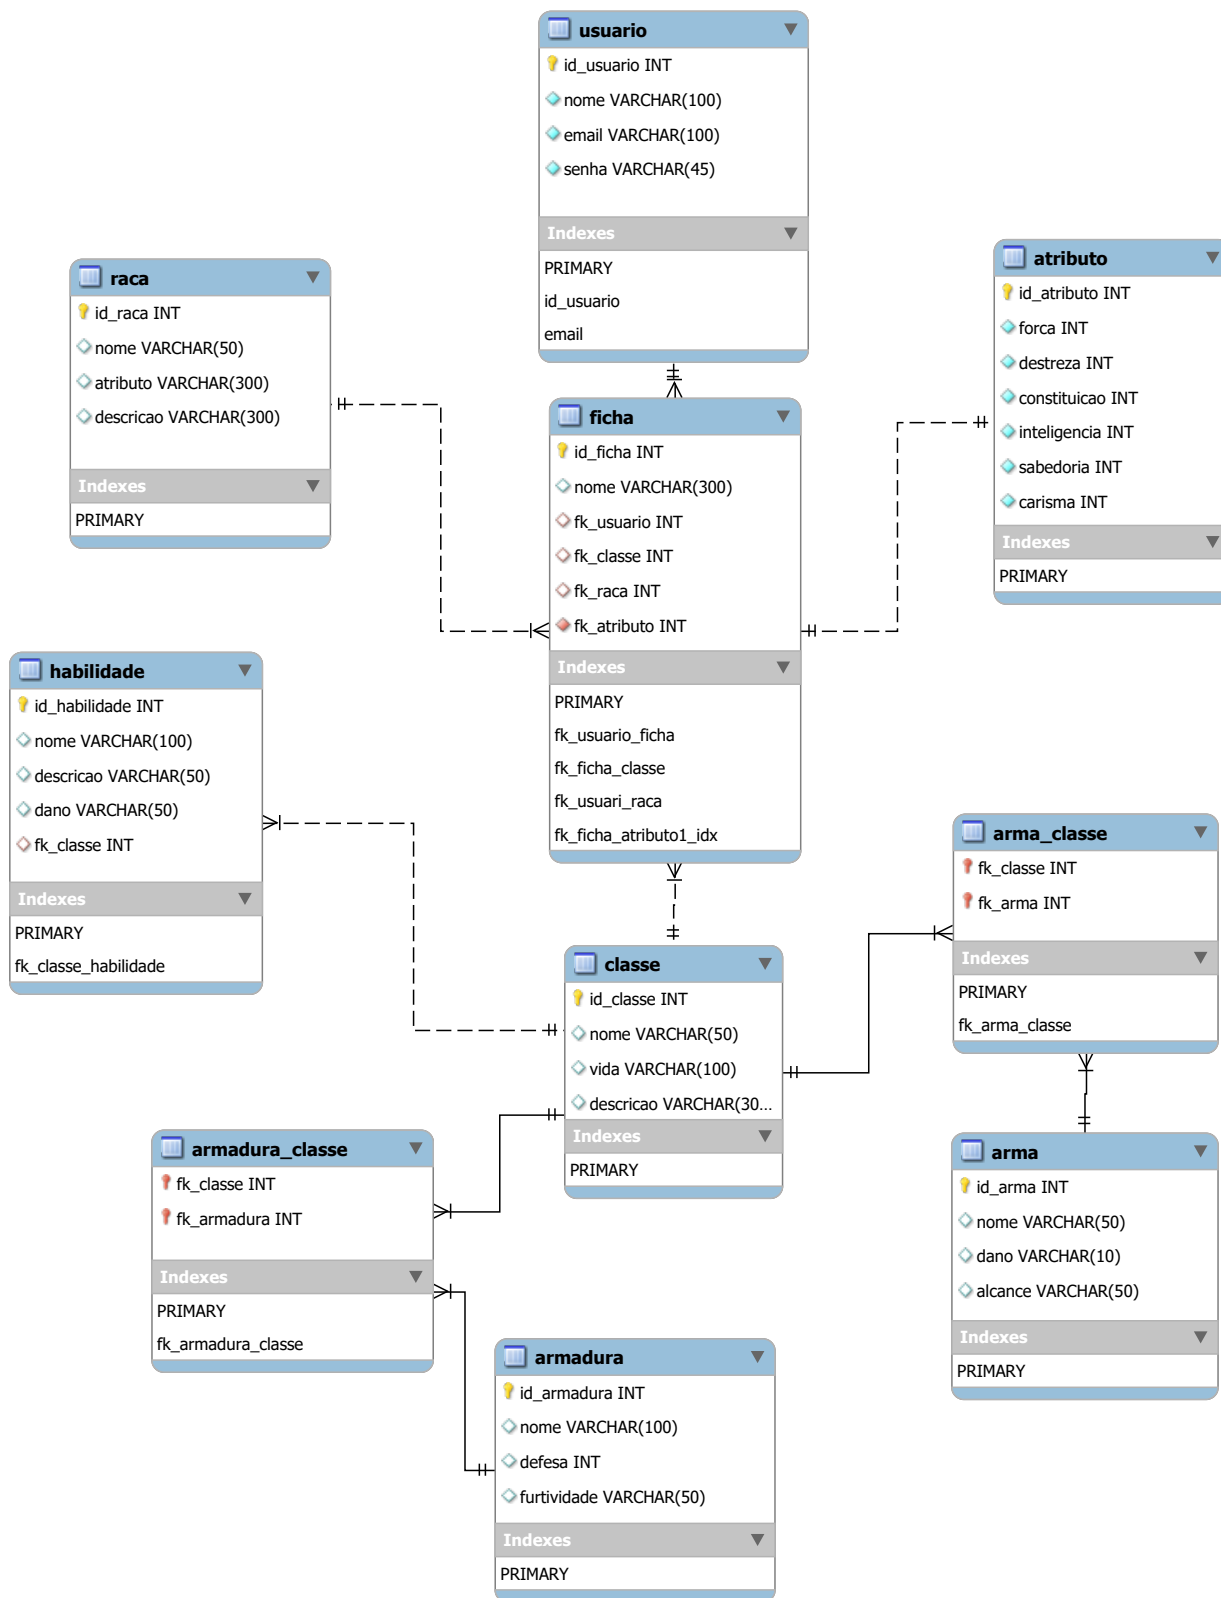 usuario
id_usuario INT
nome VARCHAR(100)
email VARCHAR(100)
senha VARCHAR(45)
Indexes
PRIMARY
id_usuario
email
raca
id_raca INT
nome VARCHAR(50)
atributo VARCHAR(300)
descricao VARCHAR(300)
Indexes
PRIMARY
atributo
id_atributo INT
forca INT
destreza INT
constituicao INT
inteligencia INT
sabedoria INT
carisma INT
Indexes
PRIMARY
ficha
id_ficha INT
nome VARCHAR(300)
fk_usuario INT
fk_classe INT
fk_raca INT
fk_atributo INT
Indexes
PRIMARY
fk_usuario_ficha
fk_ficha_classe
fk_usuari_raca
fk_ficha_atributo1_idx
habilidade
id_habilidade INT
nome VARCHAR(100)
descricao VARCHAR(50)
dano VARCHAR(50)
fk_classe INT
Indexes
PRIMARY
fk_classe_habilidade
arma_classe
fk_classe INT
fk_arma INT
Indexes
PRIMARY
fk_arma_classe
classe
id_classe INT
nome VARCHAR(50)
vida VARCHAR(100)
descricao VARCHAR(30...
Indexes
PRIMARY
armadura_classe
fk_classe INT
fk_armadura INT
Indexes
PRIMARY
fk_armadura_classe
arma
id_arma INT
nome VARCHAR(50)
dano VARCHAR(10)
alcance VARCHAR(50)
Indexes
PRIMARY
armadura
id_armadura INT
nome VARCHAR(100)
defesa INT
furtividade VARCHAR(50)
Indexes
PRIMARY